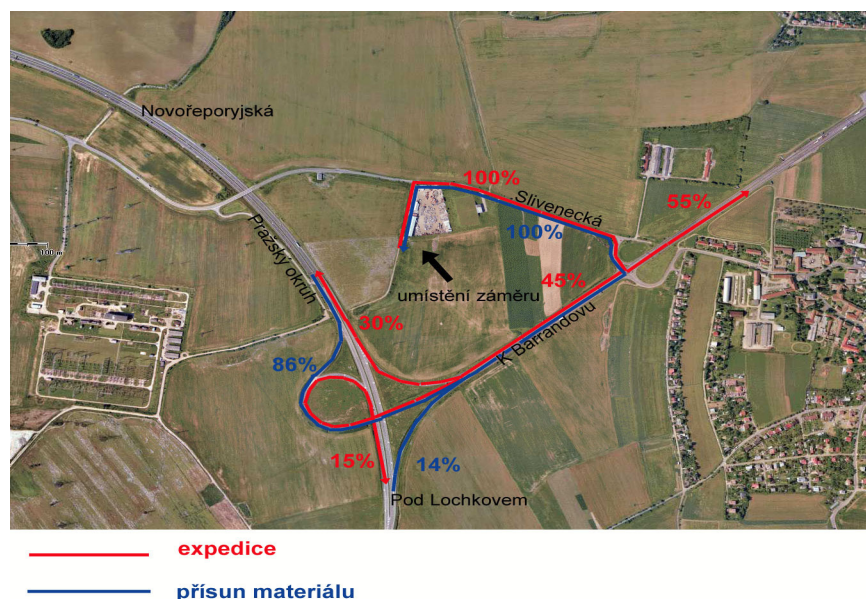 Novořeporyjská
100%
Slivenecká
55%
100%
Pražský okruh
100 m
45%
umístění záměru
30%
K Barrandovu
86%
15%
14%
Pod Lochkovem
expedice
přísun materiálu